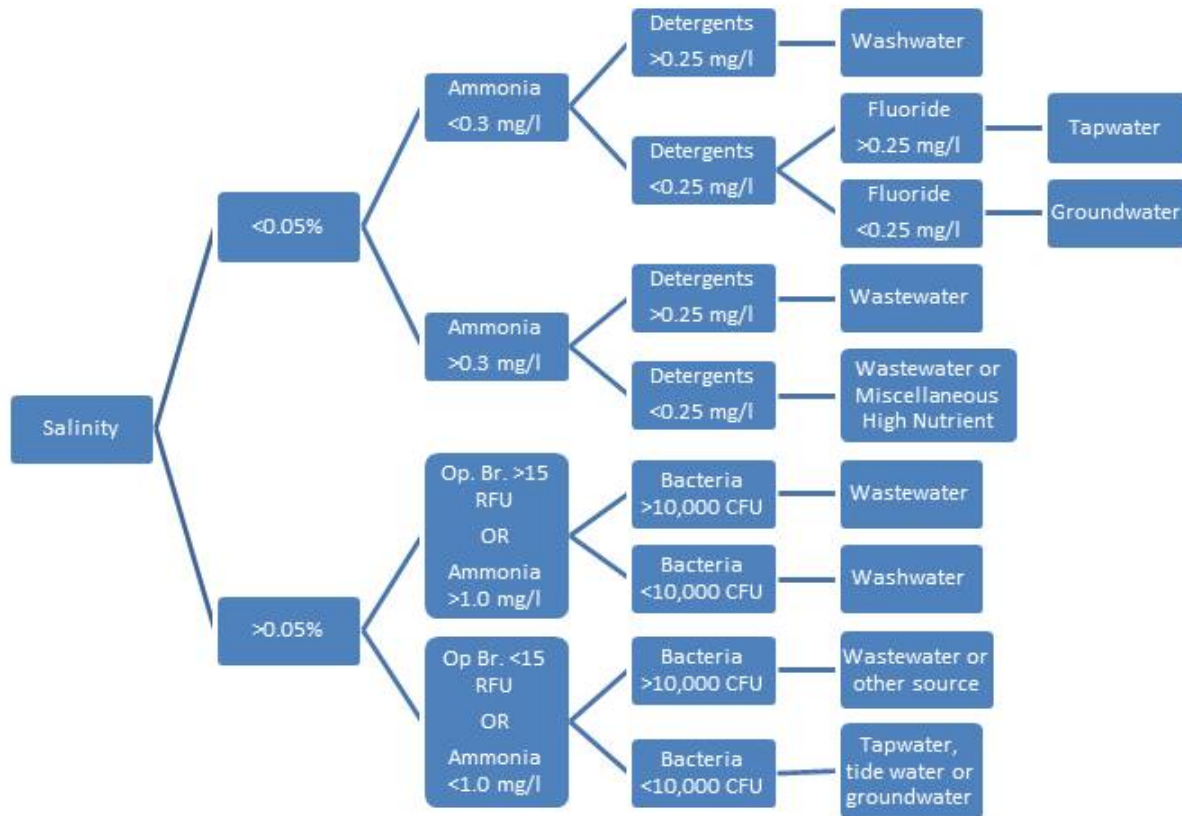 Salinity
<0.05%
Ammonia
<0.3 mg/l
Detergents
>0.25 mg/l
Washwater
Detergents
<0.25 mg/l
Fluoride
>0.25 mg/l
Tapwater
Fluoride
<0.25 mg/l
Groundwater
Ammonia
>0.3 mg/l
Detergents
>0.25 mg/l
Wastewater
Detergents
<0.25 mg/l
Wastewater or
Miscellaneous
High Nutrient
>0.05%
Op. Br. >15
RFU
OR
Ammonia
>1.0 mg/l
Bacteria
>10,000 CFU
Wastewater
Bacteria
<10,000 CFU
Washwater
Op Br. <15
RFU
OR
Ammonia
<1.0 mg/l
Bacteria
>10,000 CFU
Wastewater or
other source
Bacteria
<10,000 CFU
Tapwater,
tide water or
groundwater